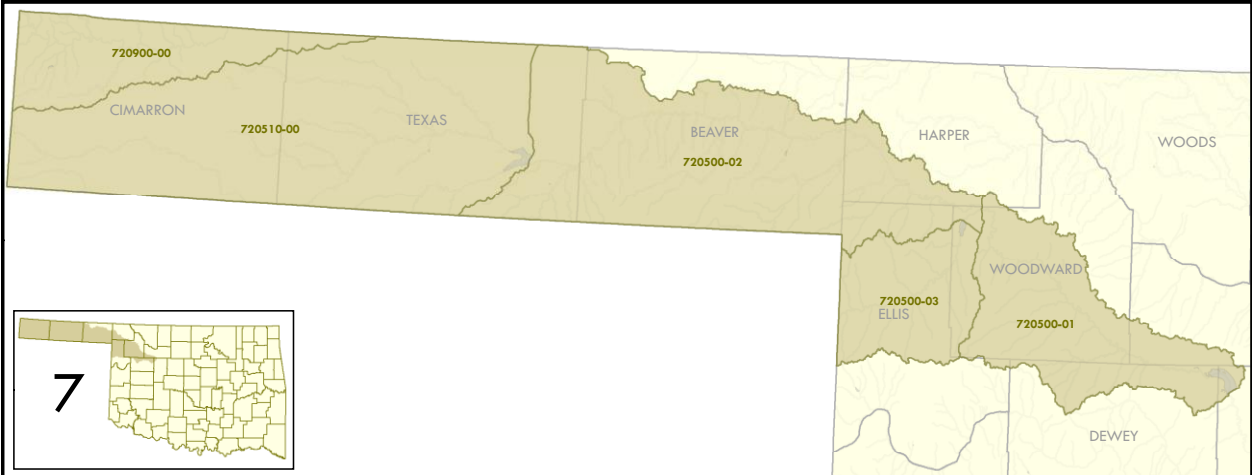 720900-00
CIMARRON
720510-00
TEXAS
BEAVER
720500-02
HARPER
WOODS
WOODWARD
720500-03
ELLIS
720500-01
DEWEY
7